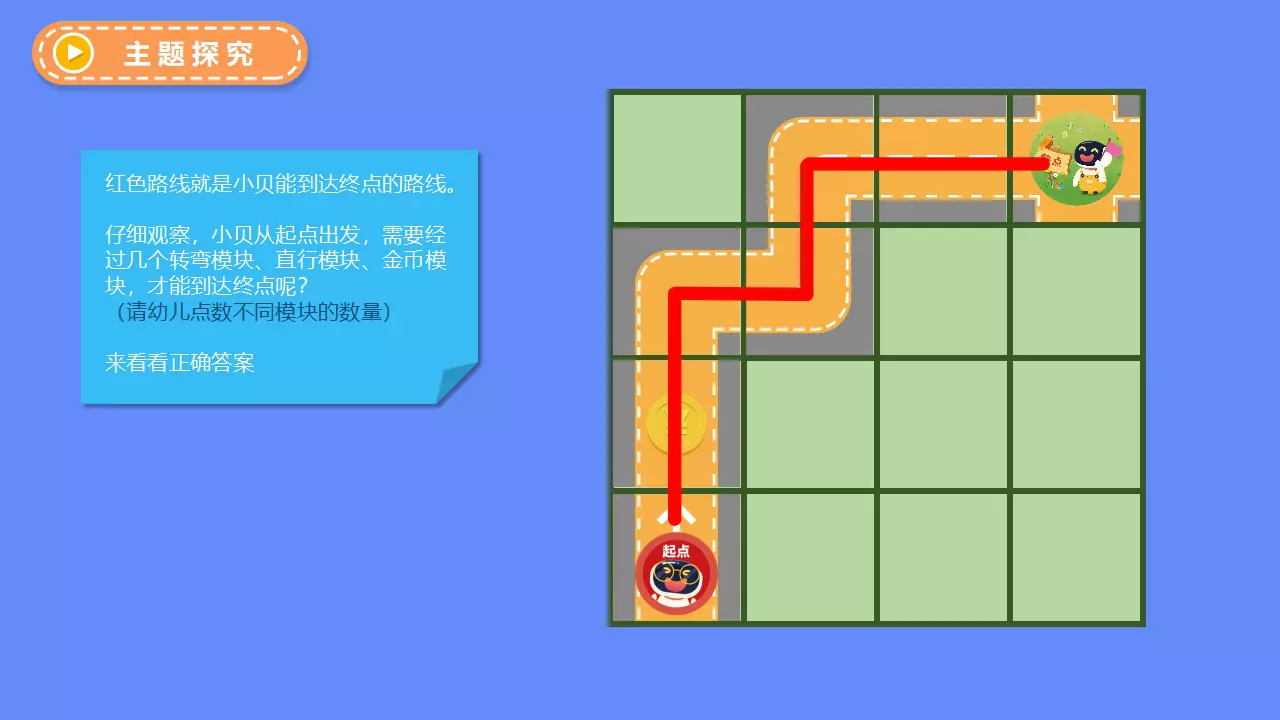 主题探究
红色路线就是小贝能到达终点的路线。
仔细观察，小贝从起点出发，需要经
过几个转弯模块、直行模块、金币模
块，才能到达终点呢？
（请幼儿点数不同模块的数量）
来看看正确答案
终点
起点